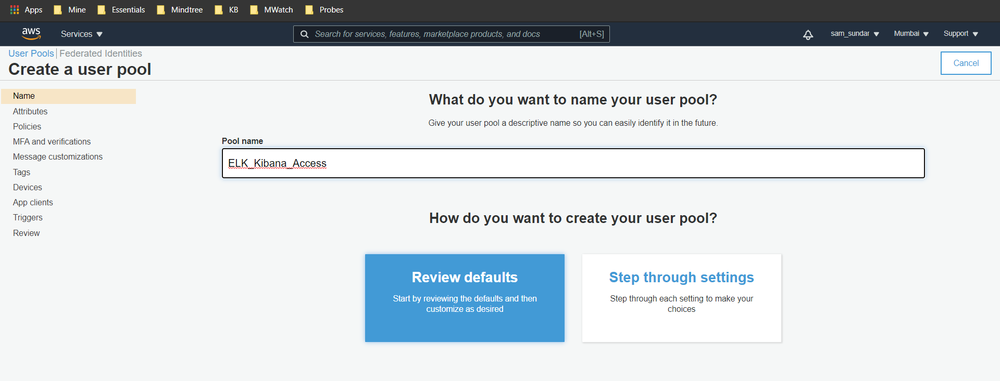 Apps Mine Essentials Mindtree KB MWatch Probes
aws Services Search for services, features, marketplace products, and docs [Alt+S] sam_sundar Mumbai Support
User Pools Federated Identities
Create a user pool
Cancel
Name
Attributes
Policies
MFA and verifications
Message customizations
Tags
Devices
App clients
Triggers
Review
What do you want to name your user pool?
Give your user pool a descriptive name so you can easily identify it in the future.
Pool name
ELK_Kibana_Access
How do you want to create your user pool?
Review defaults
Start by reviewing the defaults and then
customize as desired
Step through settings
Step through each setting to make your
choices